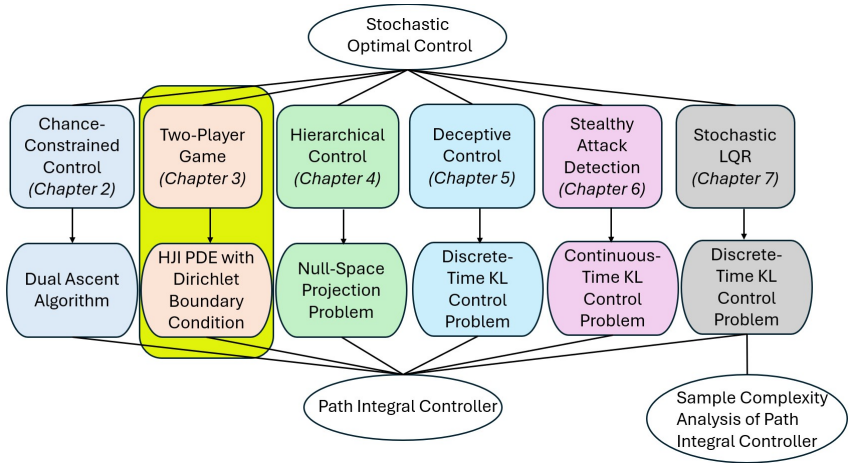 Stochastic
Optimal Control
Chance-
Constrained
Control
(Chapter 2)
Two-Player
Game
(Chapter 3)
Hierarchical
Control
(Chapter 4)
Deceptive
Control
(Chapter 5)
Stealthy
Attack
Detection
(Chapter 6)
Stochastic
LQR
(Chapter 7)
Dual Ascent
Algorithm
HJI PDE with
Dirichlet
Boundary
Condition
Null-Space
Projection
Problem
Discrete-
Time KL
Control
Problem
Continuous-
Time KL
Control
Problem
Discrete-
Time KL
Control
Problem
Path Integral Controller
Sample Complexity
Analysis of Path
Integral Controller